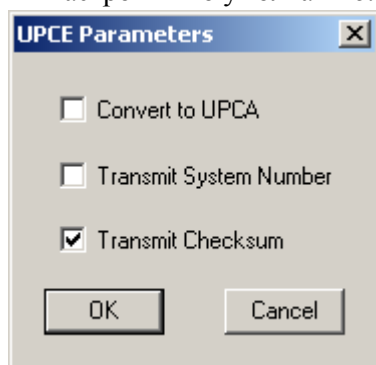 UPCE Parameters
Convert to UPCA
Transmit System Number
Transmit Checksum
OK Cancel